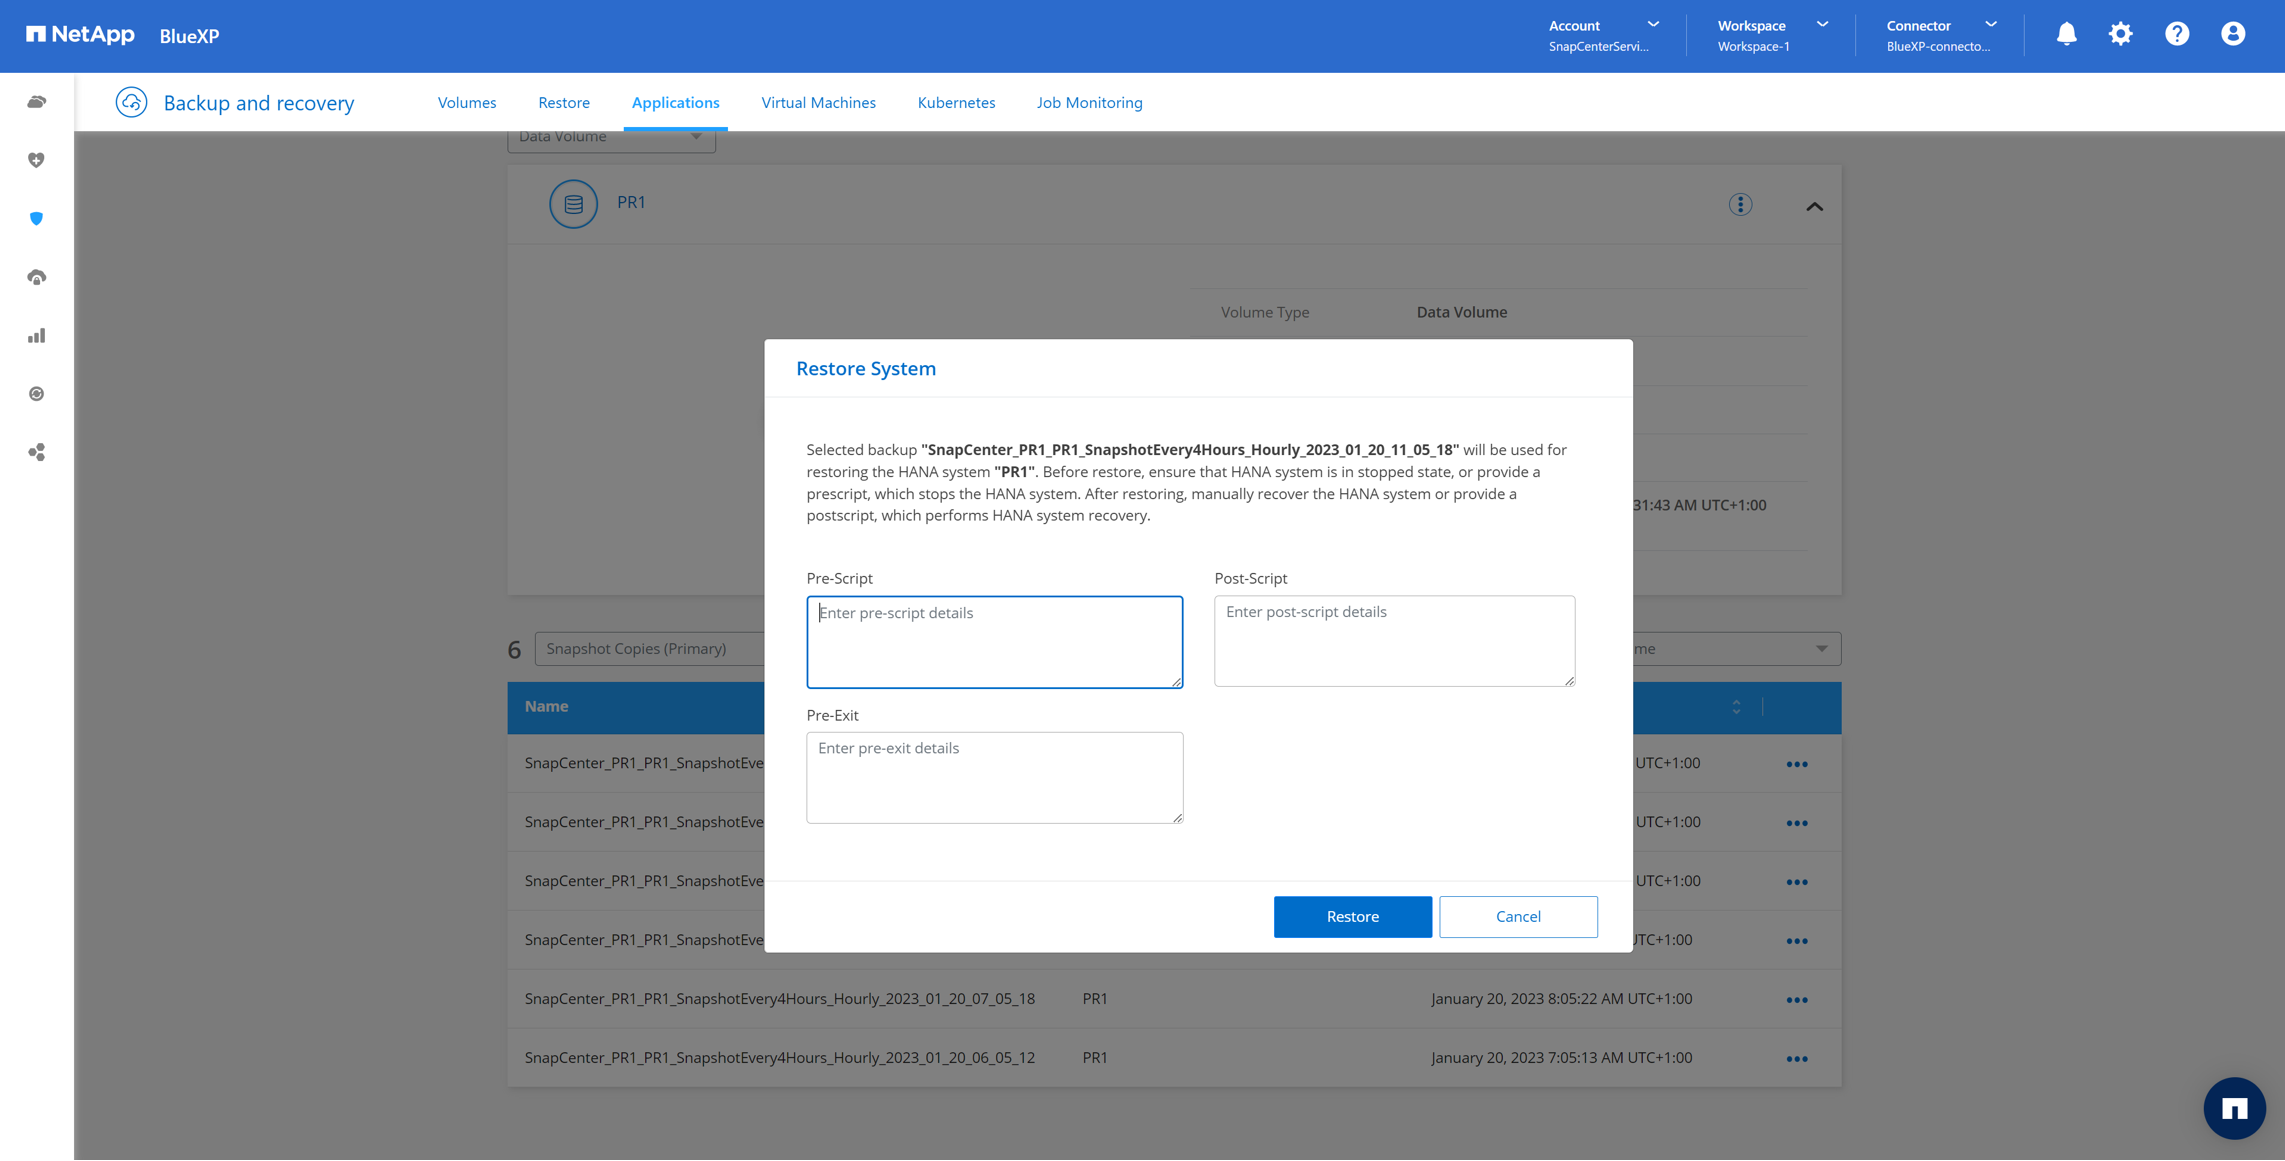 NetApp BlueXP
Account
SnapCenterServi...
Workspace
Workspace-1
Connector
BlueXP-connecto...
Backup and recovery
Volumes
Restore
Applications
Virtual Machines
Kubernetes
Job Monitoring
Data Volume
PR1
Volume Type
Data Volume
31:43 AM UTC+1:00
Restore System
Selected backup "SnapCenter_PR1_PR1_SnapshotEvery4Hours_Hourly_2023_01_20_11_05_18" will be used for
restoring the HANA system "PR1". Before restore, ensure that HANA system is in stopped state, or provide a
prescript, which stops the HANA system. After restoring, manually recover the HANA system or provide a
postscript, which performs HANA system recovery.
Pre-Script
Post-Script
Enter pre-script details
Enter post-script details
Pre-Exit
Enter pre-exit details
Restore
Cancel
6
Snapshot Copies (Primary)
me
Name
SnapCenter_PR1_PR1_SnapshotEve
UTC+1:00
SnapCenter_PR1_PR1_SnapshotEve
UTC+1:00
SnapCenter_PR1_PR1_SnapshotEve
UTC+1:00
SnapCenter_PR1_PR1_SnapshotEve
UTC+1:00
SnapCenter_PR1_PR1_SnapshotEvery4Hours_Hourly_2023_01_20_07_05_18 PR1 January 20, 2023 8:05:22 AM UTC+1:00
SnapCenter_PR1_PR1_SnapshotEvery4Hours_Hourly_2023_01_20_06_05_12 PR1 January 20, 2023 7:05:13 AM UTC+1:00